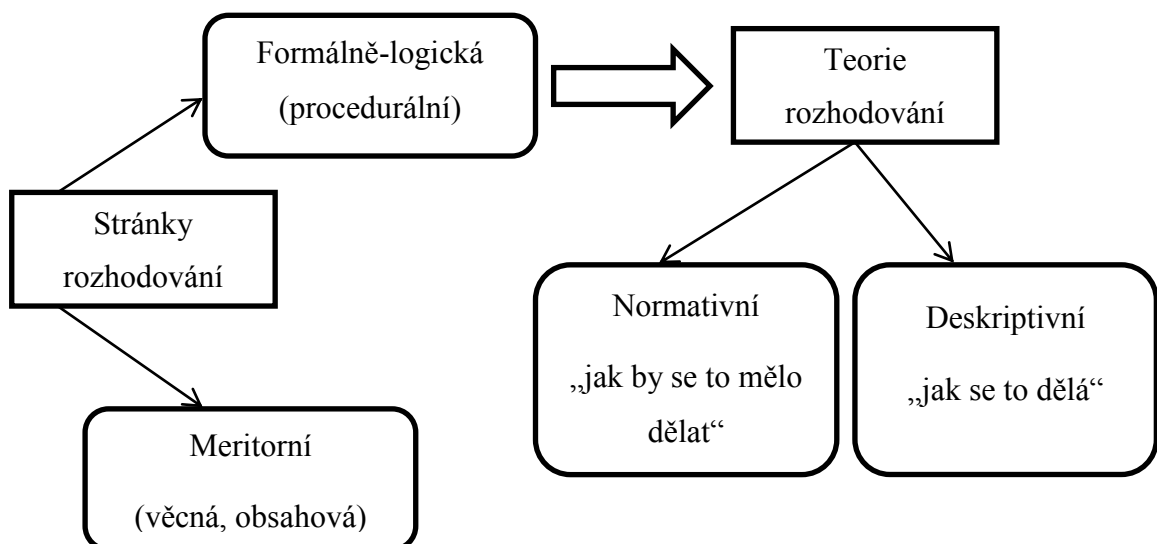 Formálně-logická
(procedurální)
Teorie
rozhodování
Stránky
rozhodování
Normativní
„jak by se to mělo
dělat“
Deskriptivní
„jak se to dělá“
Meritorní
(věcná, obsahová)